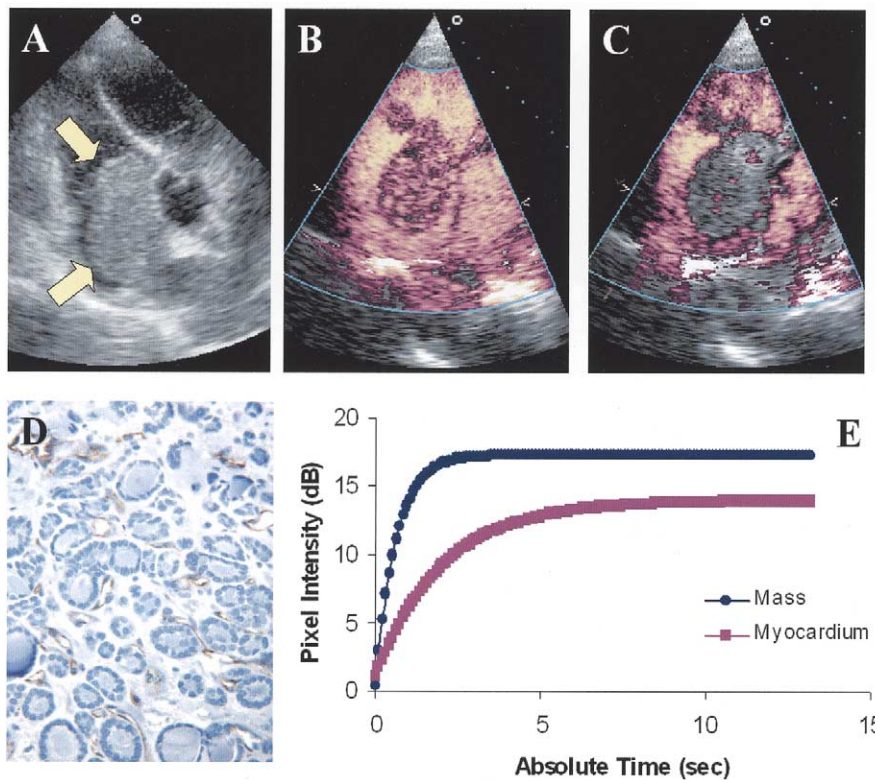 A
B
C
D
E
20
15
10
5
0
Pixel Intensity (dB)
Mass
Myocardium
0
5
10
15
Absolute Time (sec)